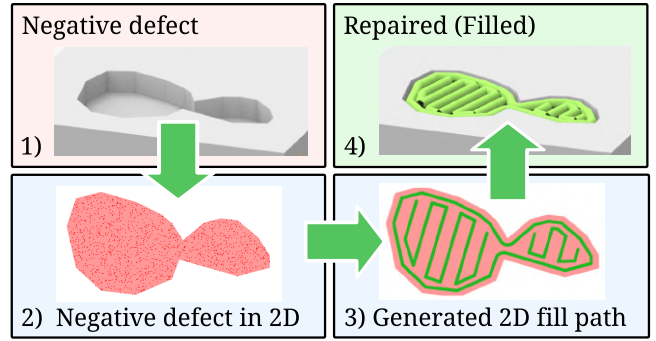 Negative defect
1)
2) Negative defect in 2D
3) Generated 2D fill path
Repaired (Filled)
4)